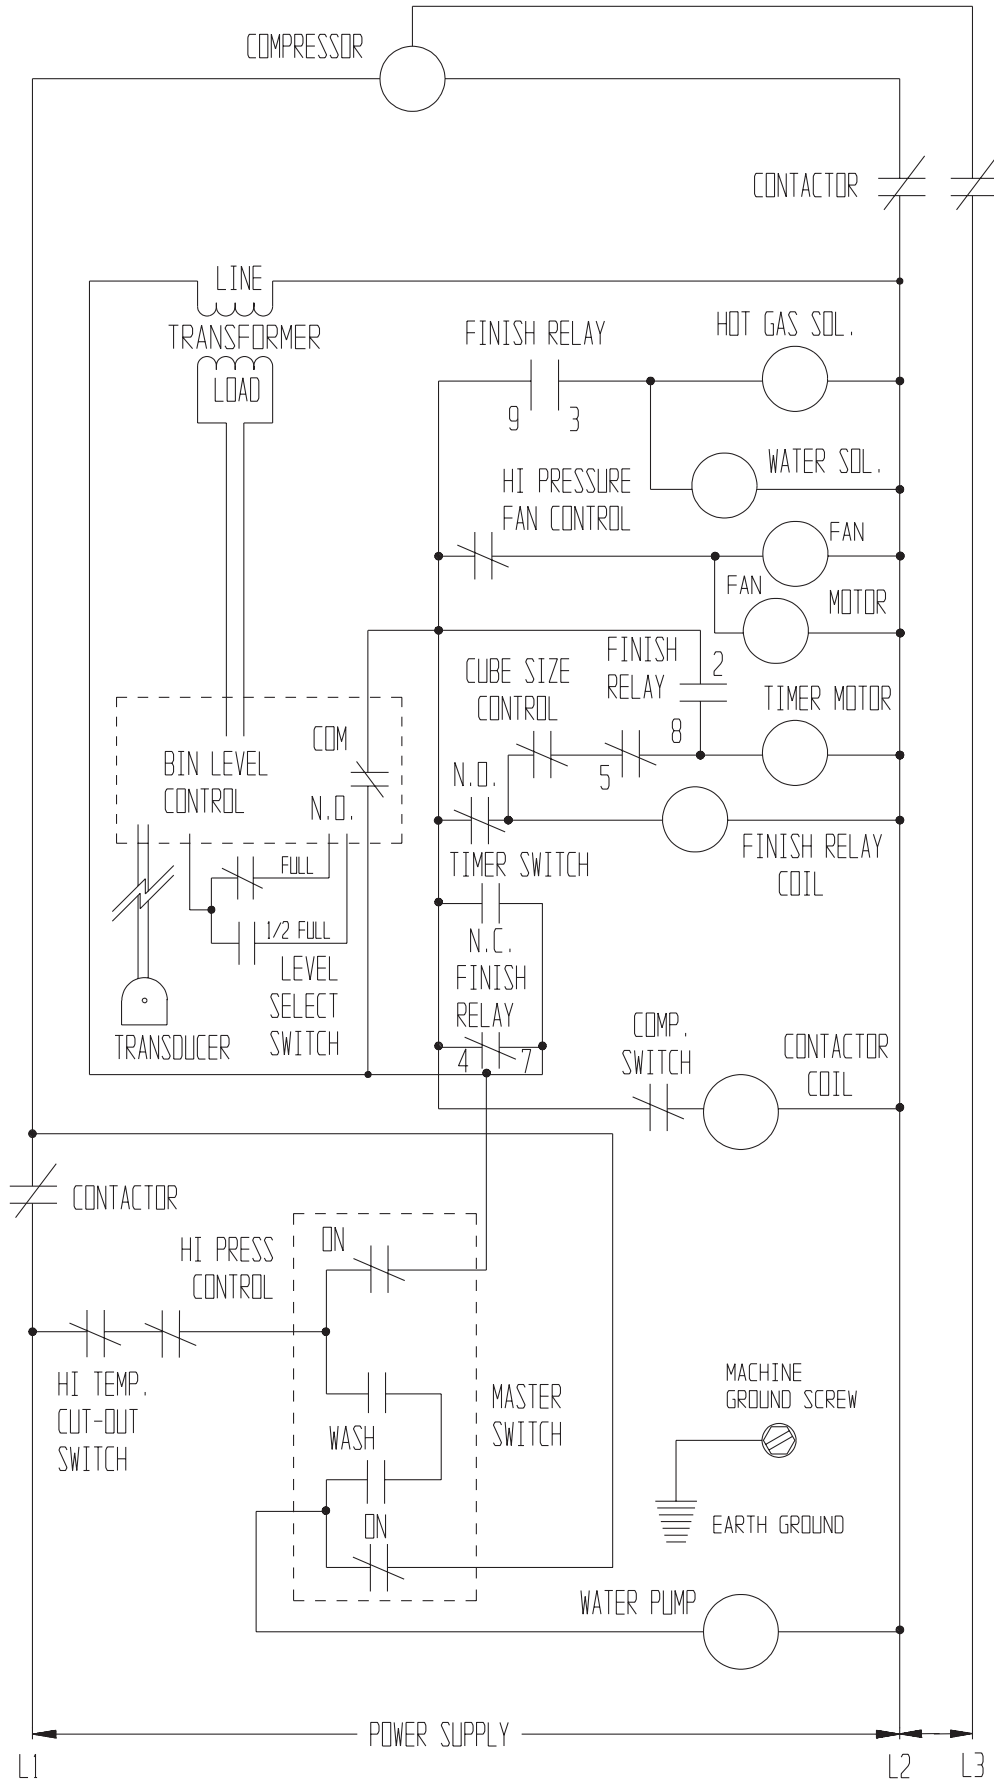 COMPRESSOR
CONTACTOR
LINE
TRANSFORMER
LOAD
FINISH RELAY
9
3
HOT GAS SOL.
WATER SOL.
HI PRESSURE
FAN CONTROL
FAN
FAN
MOTOR
FINISH
RELAY
2
8
CUBE SIZE
CONTROL
5
TIMER MOTOR
COM
BIN LEVEL
CONTROL
N.O.
N.O.
TIMER SWITCH
FINISH RELAY
COIL
FULL
1/2 FULL
LEVEL
SELECT
SWITCH
TRANSDUCER
N.C.
FINISH
RELAY
4
7
COMP.
SWITCH
CONTACTOR
COIL
CONTACTOR
HI PRESS
CONTROL
ON
HI TEMP.
CUT-OUT
SWITCH
WASH
MASTER
SWITCH
ON
MACHINE
GROUND SCREW
EARTH GROUND
WATER PUMP
POWER SUPPLY
L1
L2
L3